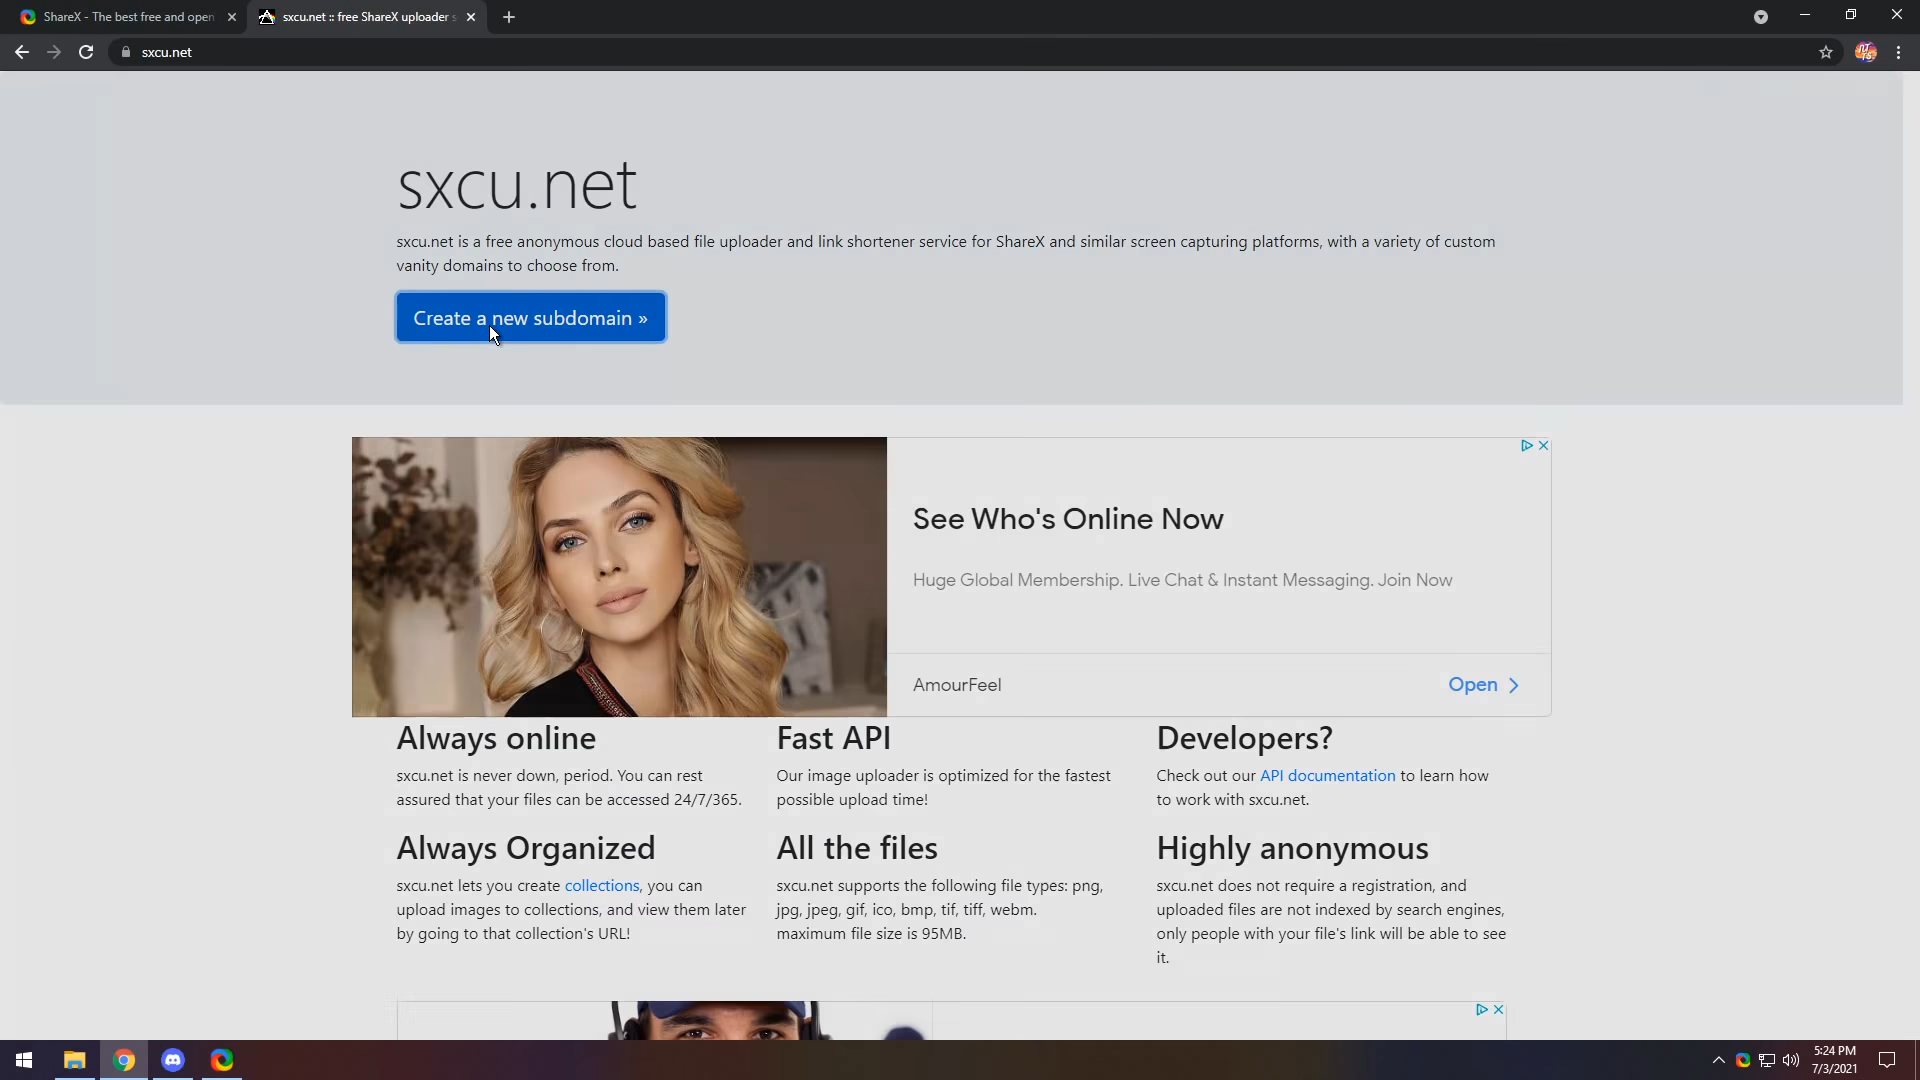 ShareX - The best free and open
sxcu.net :: free ShareX uploader s
sxcu.net
sxcu.net
sxcu.net is a free anonymous cloud based file uploader and link shortener service for ShareX and similar screen capturing platforms, with a variety of custom
vanity domains to choose from.
Create a new subdomain »
See Who's Online Now
Huge Global Membership. Live Chat & Instant Messaging. Join Now
AmourFeel
Open
Always online
sxcu.net is never down, period. You can rest
assured that your files can be accessed 24/7/365.
Fast API
Our image uploader is optimized for the fastest
possible upload time!
Developers?
Check out our API documentation to learn how
to work with sxcu.net.
Always Organized
sxcu.net lets you create collections, you can
upload images to collections, and view them later
by going to that collection's URL!
All the files
sxcu.net supports the following file types: png,
jpg, jpeg, gif, ico, bmp, tif, tiff, webm.
maximum file size is 95MB.
Highly anonymous
sxcu.net does not require a registration, and
uploaded files are not indexed by search engines,
only people with your file's link will be able to see
it.
5:24 PM
7/3/2021